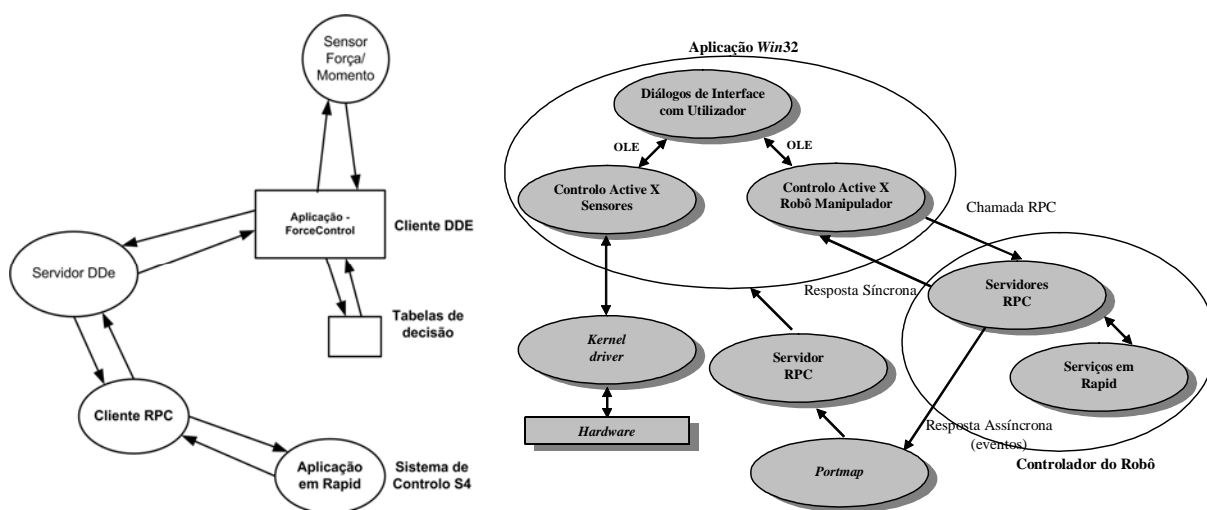 Sensor
Força/
Momento
Aplicação -
ForceControl
Cliente DDE
Servidor DDe
Tabelas de
decisão
Cliente RPC
Aplicação
em Rapid
Sistema de
Controlo S4
Aplicação Win32
Diálogos de Interface
com Utilizador
OLE
OLE
Controlo Active X
Sensores
Controlo Active X
Robô Manipulador
Chamada RPC
Resposta Síncrona
Servidores
RPC
Kernel
driver
Servidor
RPC
Serviços em
Rapid
Hardware
Resposta Assíncrona
(eventos)
Portmap
Controlador do Robô